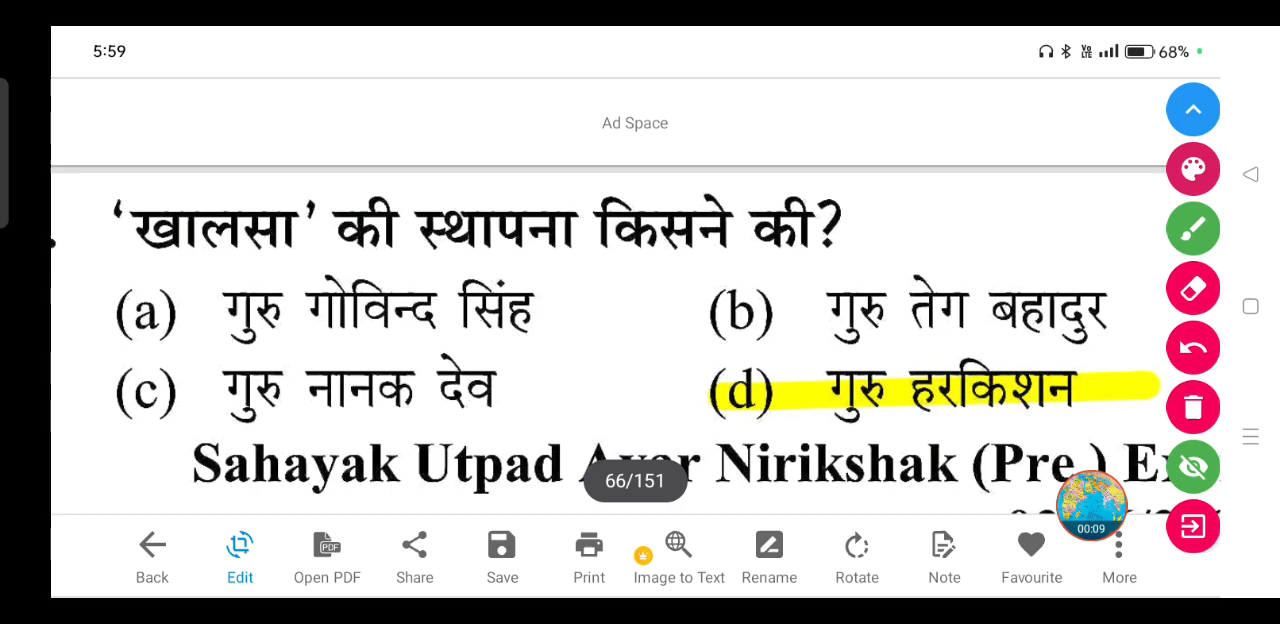 5:59 68%
Ad Space
'खालसा' की स्थापना किसने की?
(a) गुरु गोविन्द सिंह (b) गुरु तेग बहादुर
(c) गुरु नानक देव (d) गुरु हरकिशन
Sahayak Utpad Nirikshak (Pre.)
66/151
00:09
PDF
Back Edit Open PDF Share Save Print Image to Text Rename Rotate Note Favourite More